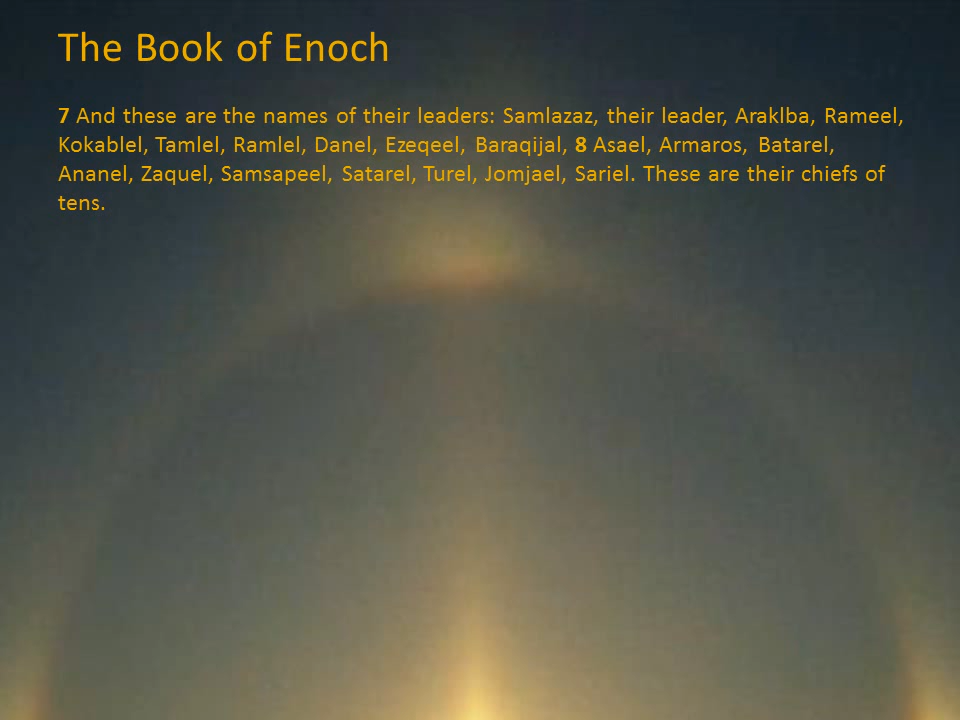 The Book of Enoch
7 And these are the names of their leaders: Samlazaz, their leader, Araklba, Rameel,
Kokablel, Tamlel, Ramlel, Danel, Ezeqeel, Baraqijal, 8 Asael, Armaros, Batarel,
Ananel, Zaquel, Samsapeel, Satarel, Turel, Jomjael, Sariel. These are their chiefs of
tens.